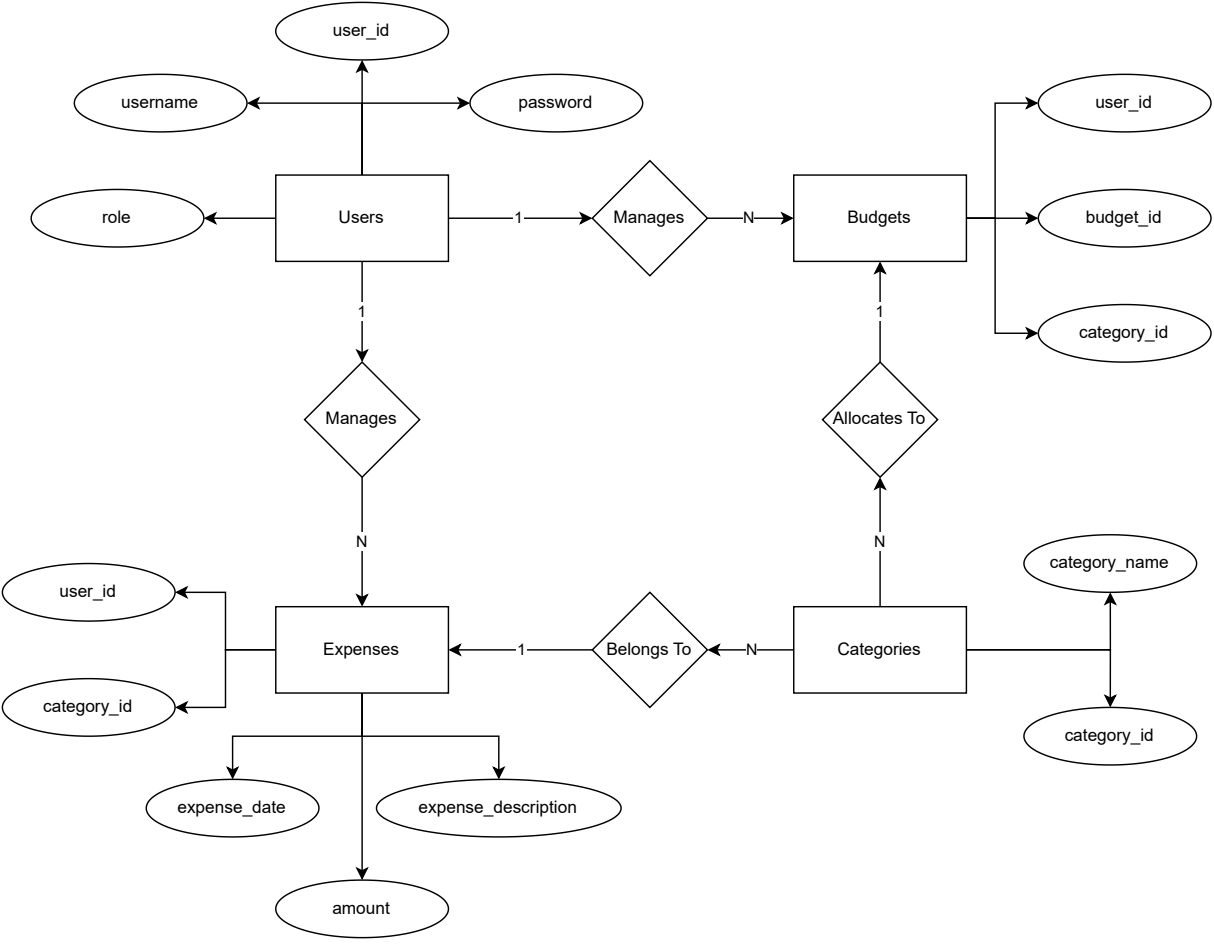 user_id
username
password
user_id
role
Users
1
Manages
N
Budgets
budget_id
1
1
category_id
Manages
Allocates To
N
N
category_name
user_id
Expenses
1
Belongs To
N
Categories
category_id
category_id
expense_date
expense_description
amount